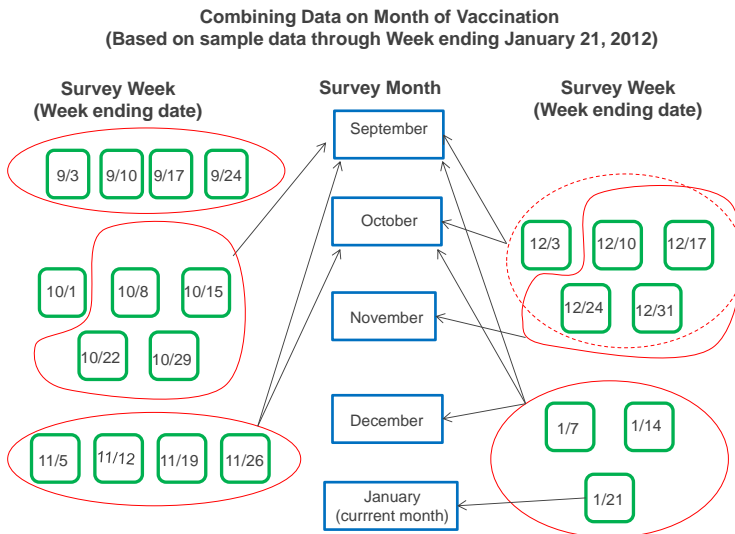 Combining Data on Month of Vaccination
(Based on sample data through Week ending January 21, 2012)
Survey Week
(Week ending date)
9/3 9/10 9/17 9/24
10/1 10/8 10/15
10/22 10/29
11/5 11/12 11/19 11/26
Survey Month
September
October
November
December
January
(currrent month)
Survey Week
(Week ending date)
12/3 12/10 12/17
12/24 12/31
1/7 1/14
1/21